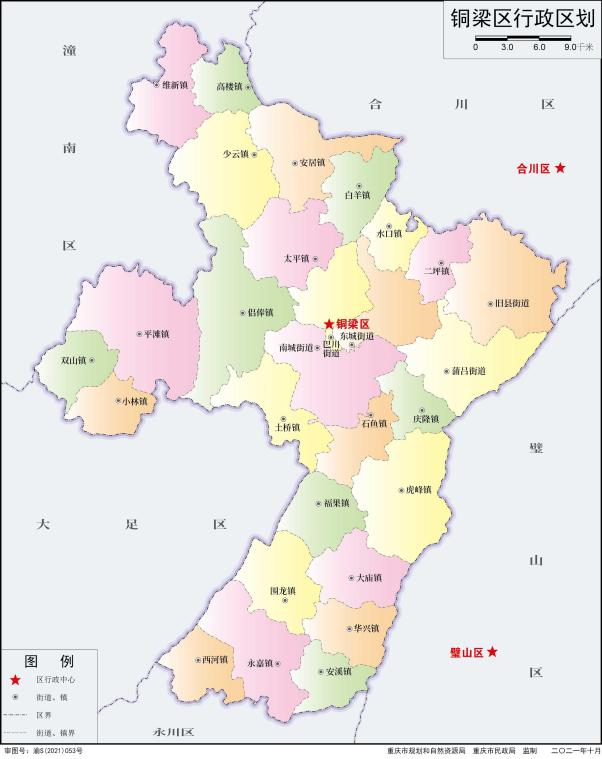 铜梁区行政区划
0 3.0 6.0 9.0千米
潼
南
区
合 川 区
合川区
维新镇
高楼镇
少云镇
安居镇
白羊镇
水口镇
太平镇
二坪镇
旧县街道
侣俸镇
铜梁区
平滩镇
东城街道
巴川
街道
南城街道
双山镇
蒲吕街道
小林镇
土桥镇
石鱼镇
庆隆镇
璧
山
区
虎峰镇
福果镇
大 足 区
大庙镇
围龙镇
华兴镇
璧山区
西河镇
永嘉镇
安溪镇
永川区
图 例
区行政中心
街道、镇
区界
街道、镇界
审图号：渝S(2021)053号
重庆市规划和自然资源局 重庆市民政局 监制 二〇二一年十月